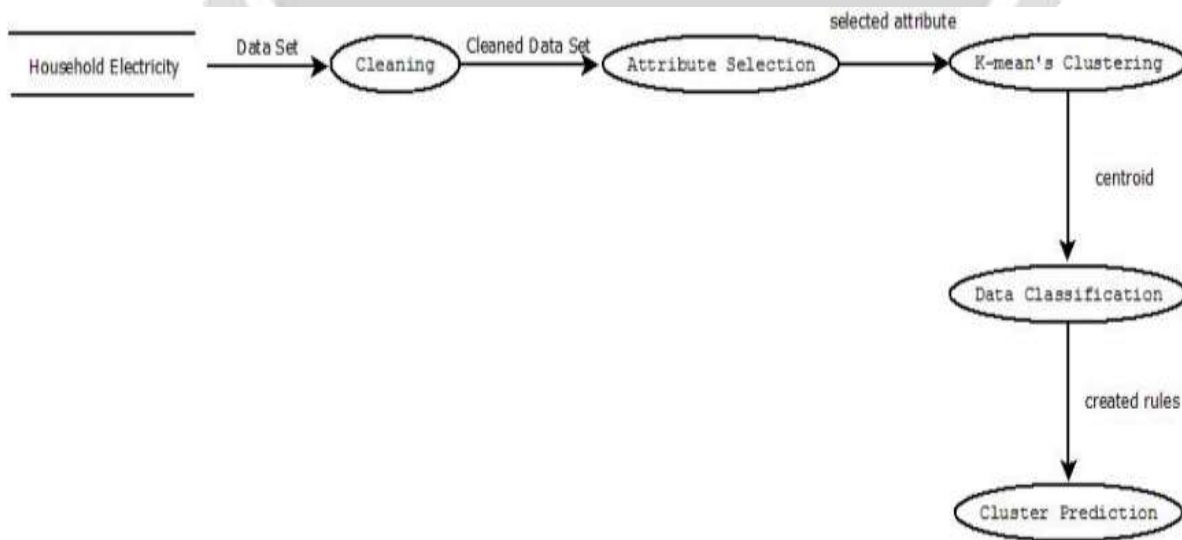 selected attribute
Data Set
Cleaned Data Set
Household Electricity
Cleaning
Attribute Selection
K-mean's Clustering
centroid
Data Classification
created rules
Cluster Prediction